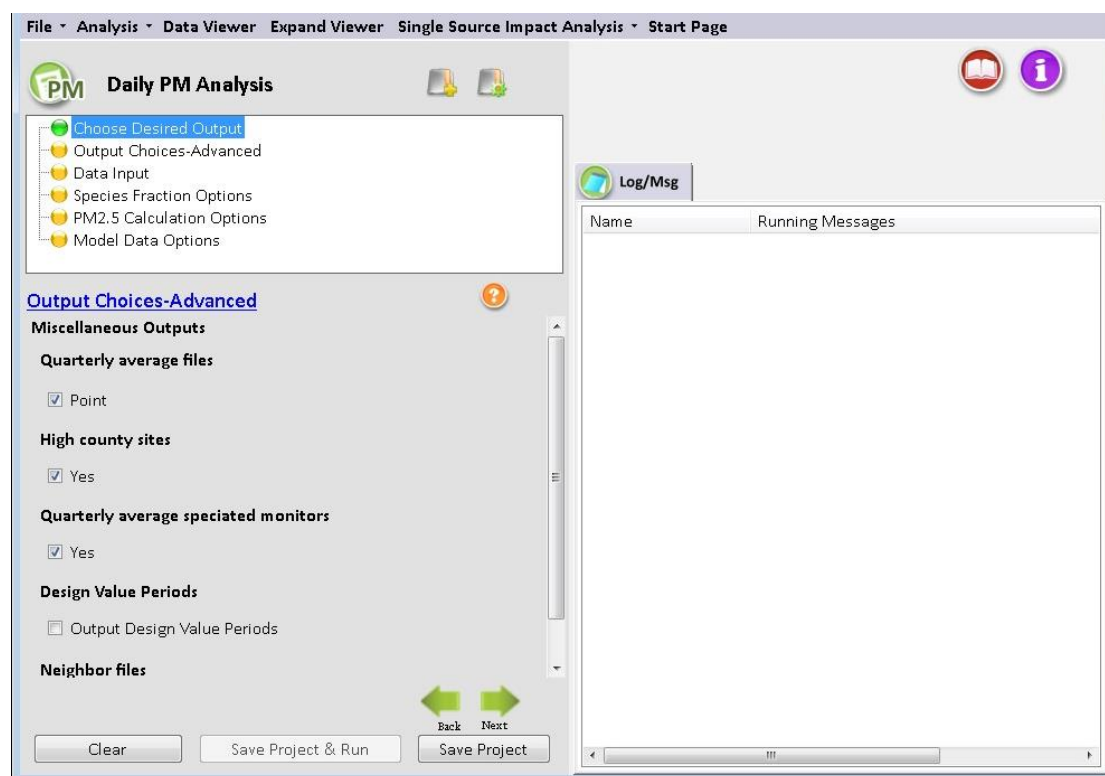 File Analysis Data Viewer Expand Viewer Single Source Impact Analysis Start Page
PM Daily PM Analysis
Choose Desired Output
Output Choices-Advanced
Data Input
Species Fraction Options
PM2.5 Calculation Options
Model Data Options
Output Choices-Advanced
?
Miscellaneous Outputs
Quarterly average files
Point
High county sites
Yes
Quarterly average speciated monitors
Yes
Design Value Periods
Output Design Value Periods
Neighbor files
Back Next
Clear Save Project & Run Save Project
i
Log/Msg
Name Running Messages